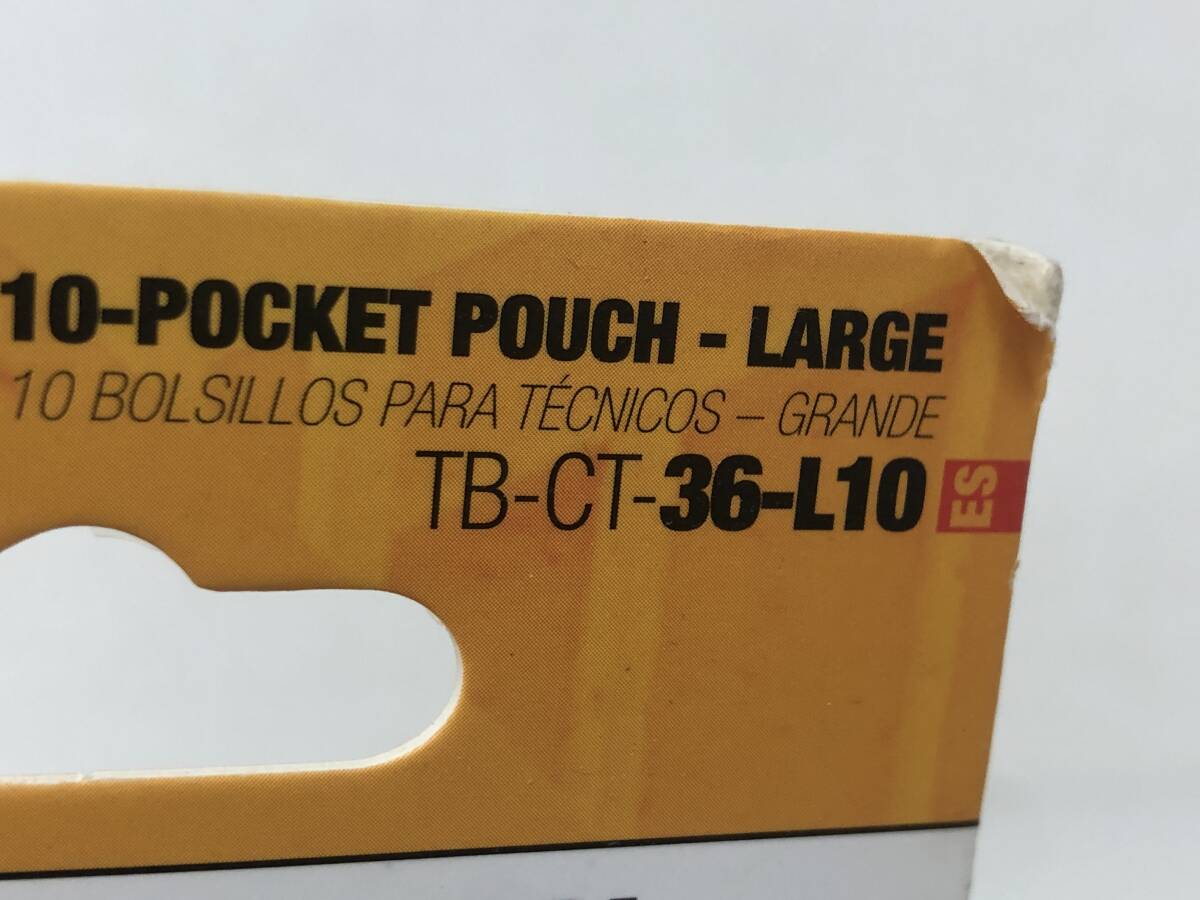 10-POCKET POUCH - LARGE
10 BOLSILLOS PARA TÉCNICOS – GRANDE
TB-CT-36-L10 ES